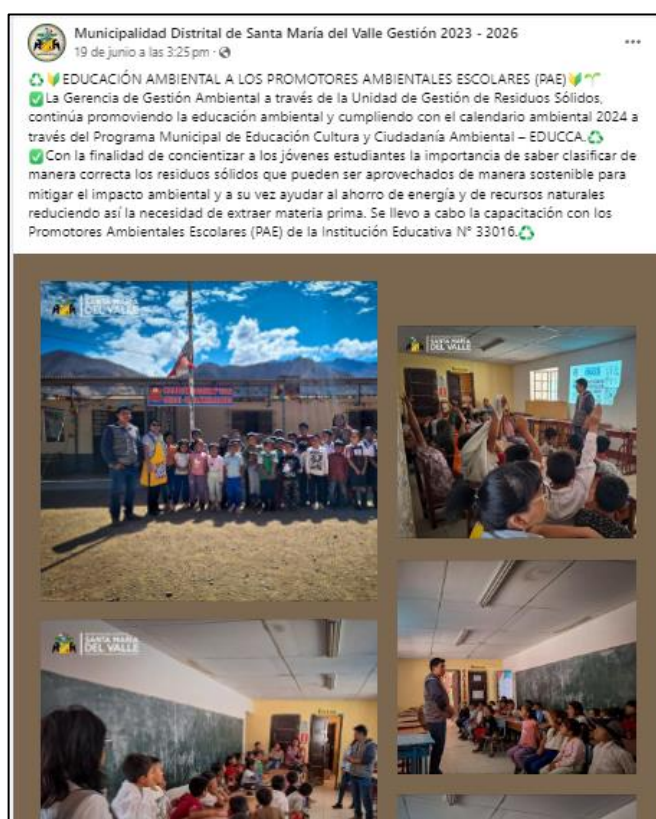 Municipalidad Distrital de Santa María del Valle Gestión 2023 - 2026
19 de junio a las 3:25 pm ·
♻️🔰EDUCACIÓN AMBIENTAL A LOS PROMOTORES AMBIENTALES ESCOLARES (PAE)🔰🌱
✅La Gerencia de Gestión Ambiental a través de la Unidad de Gestión de Residuos Sólidos,
continúa promoviendo la educación ambiental y cumpliendo con el calendario ambiental 2024 a
través del Programa Municipal de Educación Cultura y Ciudadanía Ambiental – EDUCCA.♻️
✅Con la finalidad de concientizar a los jóvenes estudiantes la importancia de saber clasificar de
manera correcta los residuos sólidos que pueden ser aprovechados de manera sostenible para
mitigar el impacto ambiental y a su vez ayudar al ahorro de energía y de recursos naturales
reduciendo así la necesidad de extraer materia prima. Se llevo a cabo la capacitación con los
Promotores Ambientales Escolares (PAE) de la Institución Educativa N° 33016.♻️
SANTA MARÍA
DEL VALLE
SANTA MARÍA
DEL VALLE
SANTA MARÍA
DEL VALLE